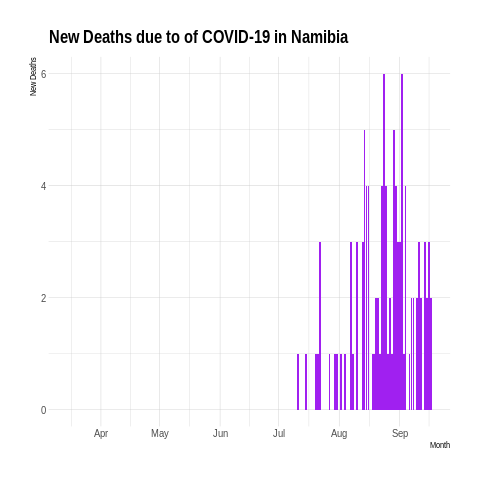 New Deaths due to of COVID-19 in Namibia
New Deaths
6
4
2
0
Apr May Jun Jul Aug Sep
Month